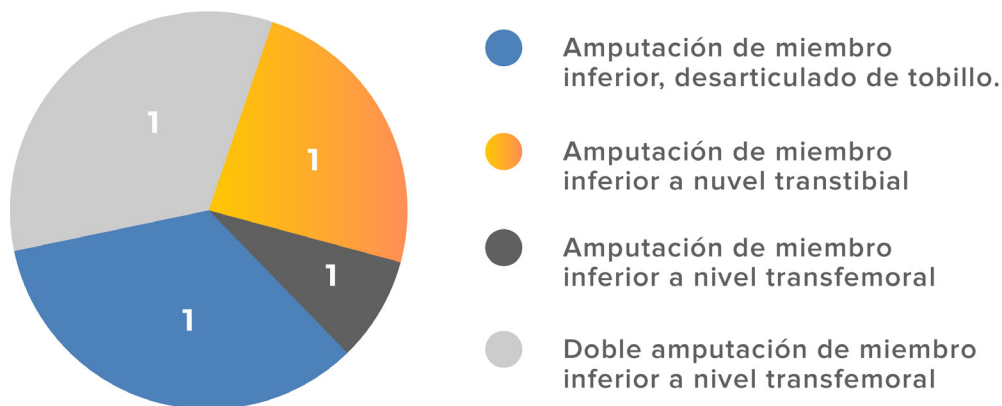 1
1
1
1
Amputación de miembro
inferior, desarticulado de tobillo.
Amputación de miembro
inferior a nuvel transtibial
Amputación de miembro
inferior a nivel transfemoral
Doble amputación de miembro
inferior a nivel transfemoral